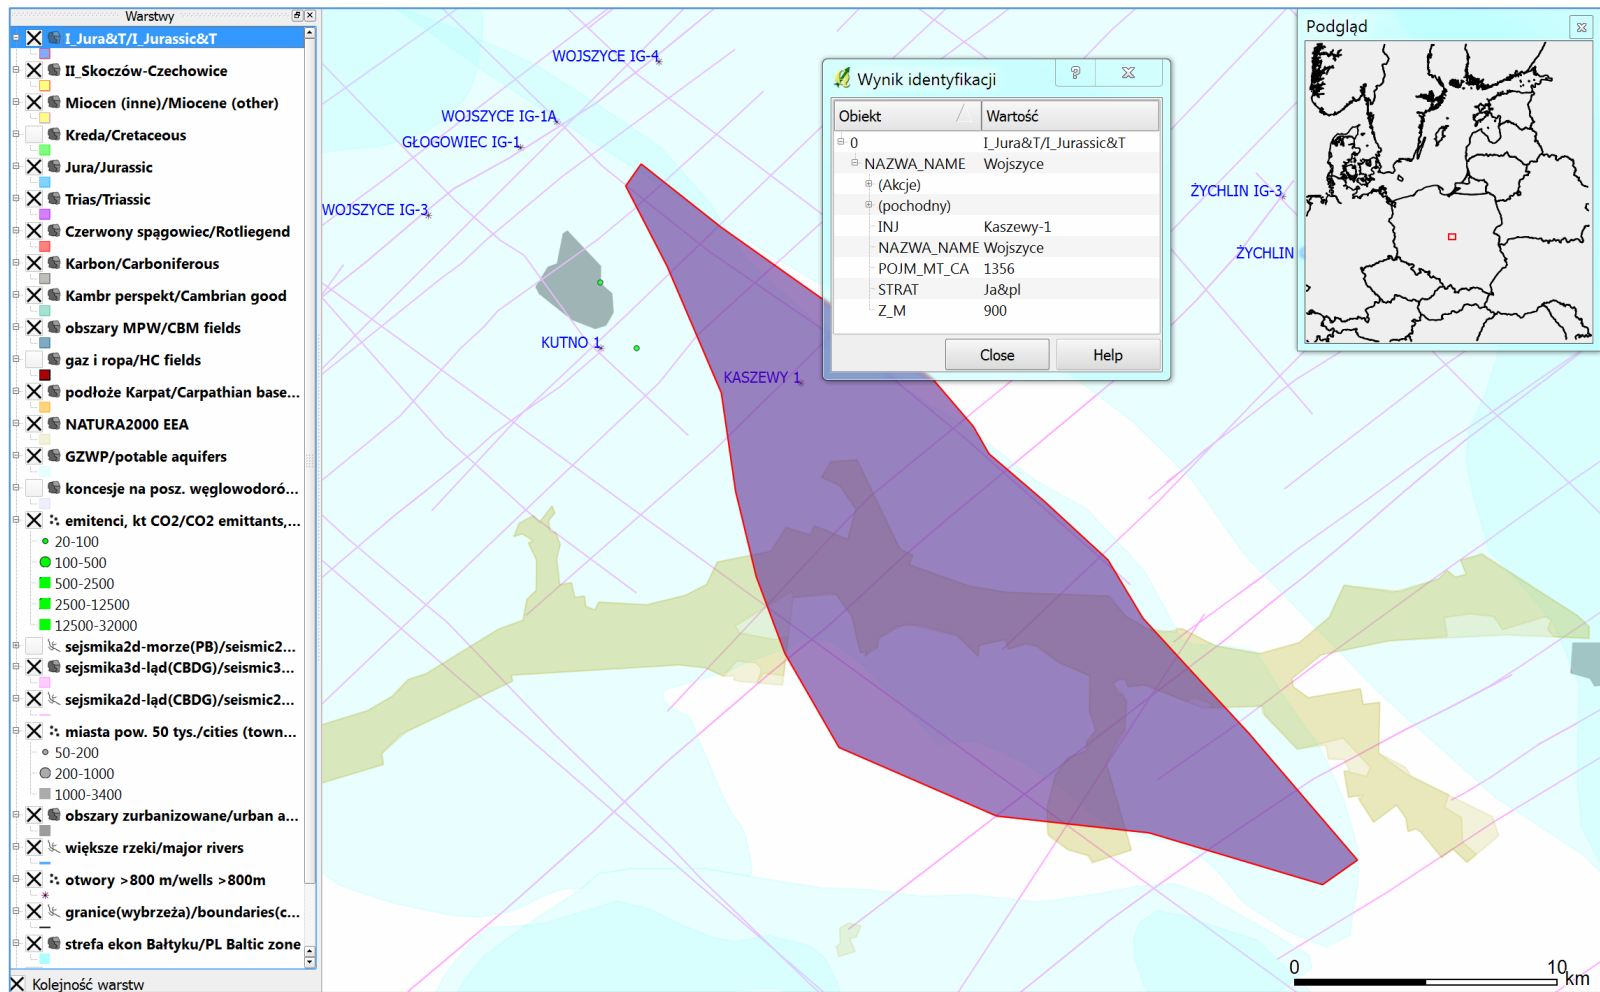 Warstwy
I_Jura&T/I_Jurassic&T
II_Skoczów-Czechowice
Miocen (inne)/Miocene (other)
Kreda/Cretaceous
Jura/Jurassic
Trias/Triassic
Czerwony spągowiec/Rotliegend
Karbon/Carboniferous
Kambr perspekt/Cambrian good
obszary MPW/CBM fields
gaz i ropa/HC fields
podłoże Karpat/Carpathian base...
NATURA2000 EEA
GZWP/potable aquifers
koncesje na posz. węglowodoró...
emitenci, kt CO2/CO2 emittants,...
20-100
100-500
500-2500
2500-12500
12500-32000
sejsmika2d-morze(PB)/seismic2...
sejsmika3d-ląd(CBDG)/seismic3...
sejsmika2d-ląd(CBDG)/seismic2...
miasta pow. 50 tys./cities (town...
50-200
200-1000
1000-3400
obszary zurbanizowane/urban a...
większe rzeki/major rivers
otwory >800 m/wells >800m
granice(wybrzeża)/boundaries(c...
strefa ekon Bałtyku/PL Baltic zone
Kolejność warstw
WOJSZYCE IG-4
WOJSZYCE IG-1A
GŁOGOWIEC IG-1
WOJSZYCE IG-3
KUTNO 1
KASZEWY 1
ŻYCHLIN IG-3
ŻYCHLIN
Wynik identyfikacji
?
Obiekt Wartość
0 I_Jura&T/I_Jurassic&T
NAZWA_NAME Wojszyce
(Akcje)
(pochodny)
INJ Kaszewy-1
NAZWA_NAME Wojszyce
POJM_MT_CA 1356
STRAT Ja&pl
Z_M 900
Close Help
Podgląd
0 10 km